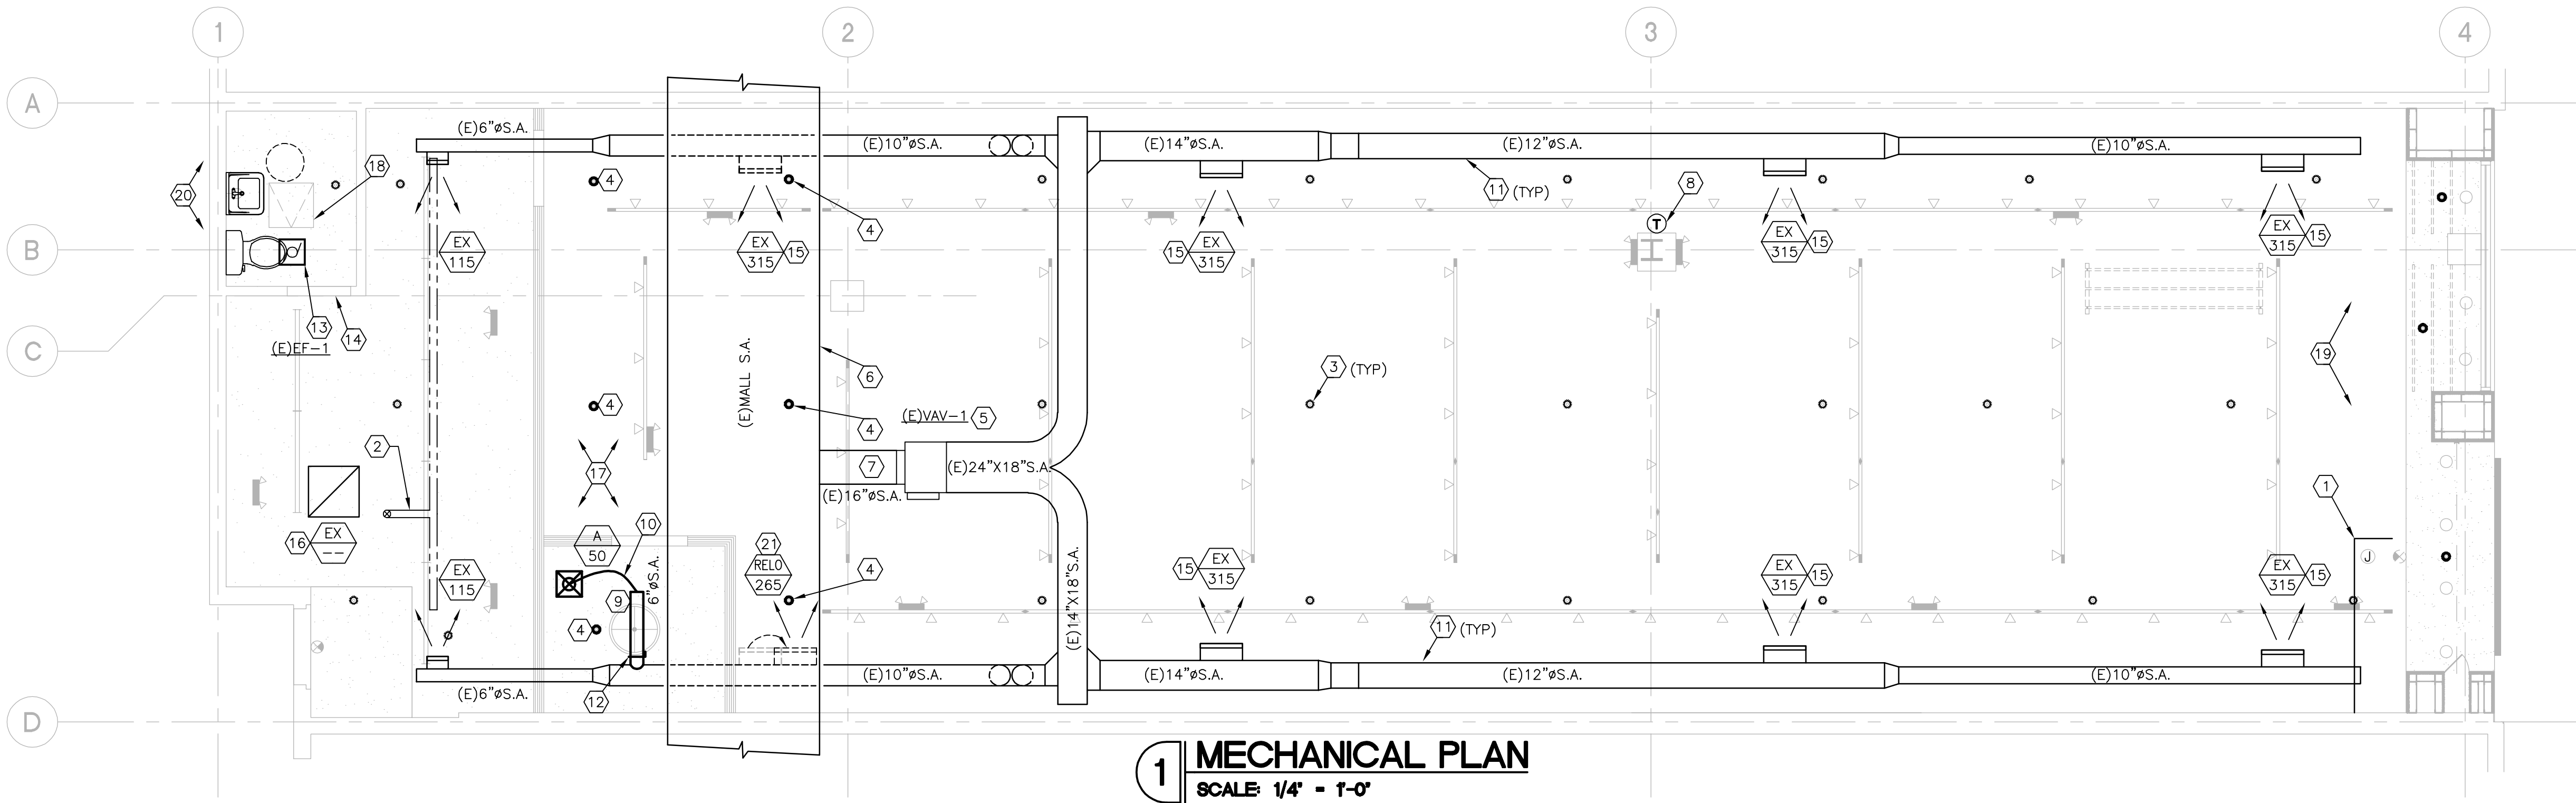 1
2
3
4
A
(E)6"øS.A.
(E)10"øS.A.
(E)14"øS.A.
(E)12"øS.A.
(E)10"øS.A.
18
20
4
11 (TYP)
8
T
4
B
EX
115
EX
315
15
15
EX
315
EX
315
15
EX
315
15
13
14
(E)EF-1
C
(E)MALL S.A.
6
3 (TYP)
19
4
4
(E)VAV-1
5
2
17
7
(E)24"X18"S.A.
(E)16"øS.A.
1
16
EX
--
A
50
10
6"øS.A.
21
RELO
265
4
J
EX
115
9
15
EX
315
EX
315
15
EX
315
15
4
(E)14"X18"S.A.
11 (TYP)
12
(E)6"øS.A.
(E)10"øS.A.
(E)14"øS.A.
(E)12"øS.A.
(E)10"øS.A.
D
1
MECHANICAL PLAN
SCALE: 1/4" = 1'-0"